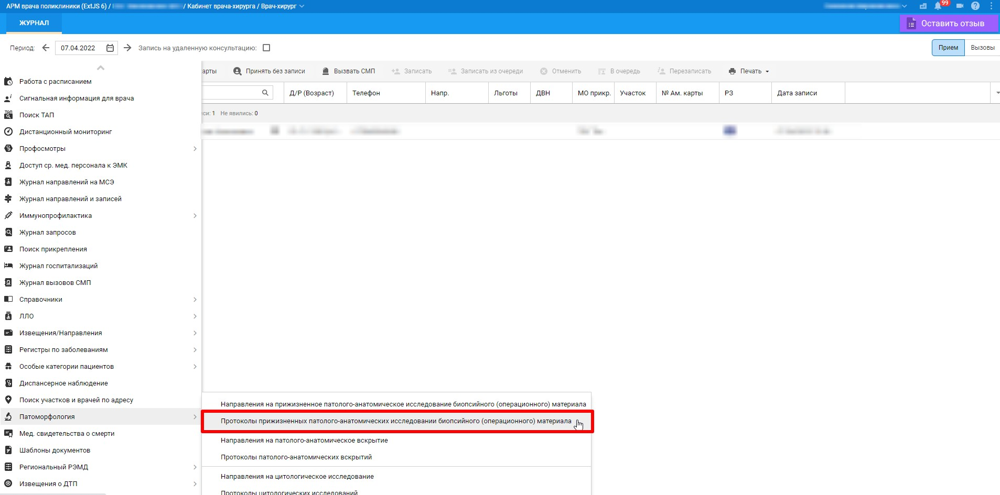 АРМ врача поликлиники (ExtJS 6) / / Кабинет врача-хирурга / Врач-хирург
99
ЖУРНАЛ
Оставить отзыв
Период: 07.04.2022 Запись на удаленную консультацию:
Прием Вызовы
арты Принять без записи Вызвать СМП Записать Записать из очереди Отменить В очередь Перезаписать Печать
Д/Р (Возраст) Телефон Напр. Льготы ДВН МО прикр. Участок № Ам. карты РЗ Дата записи
си: 1 Не явились: 0
Работа с расписанием
Сигнальная информация для врача
Поиск ТАП
Дистанционный мониторинг
Профосмотры
Доступ ср. мед. персонала к ЭМК
Журнал направлений на МСЭ
Журнал направлений и записей
Иммунопрофилактика
Журнал запросов
Поиск прикрепления
Журнал госпитализаций
Журнал вызовов СМП
Справочники
ЛЛО
Извещения/Направления
Регистры по заболеваниям
Особые категории пациентов
Диспансерное наблюдение
Поиск участков и врачей по адресу
Патоморфология
Мед. свидетельства о смерти
Шаблоны документов
Региональный РЭМД
Извещения о ДТП
Направления на прижизненное патолого-анатомическое исследование биопсийного (операционного) материала
Протоколы прижизненных патолого-анатомических исследовании биопсийного (операционного) материала
Направления на патолого-анатомическое вскрытие
Протоколы патолого-анатомических вскрытий
Направления на цитологическое исследование
Протоколы цитологических исследований